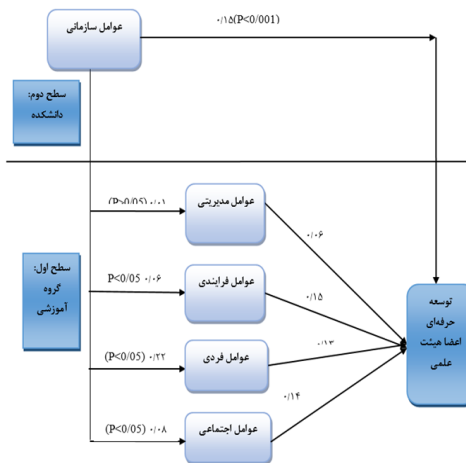 عوامل سازمانی
۰/۱۵(P<0/001)
سطح دوم:
دانشکده
عوامل مدیریتی
(P>0/05) ۰/۰۱
۰/۰۶
سطح اول:
گروه
آموزشی
عوامل فرایندی
P<0/05 ۰/۰۶
۰/۱۵
توسعه
حرفه‌ای
اعضا هیئت
علمی
عوامل فردی
(P<0/05) ۰/۲۲
۰/۱۳
عوامل اجتماعی
(P<0/05) ۰/۰۸
۰/۱۴